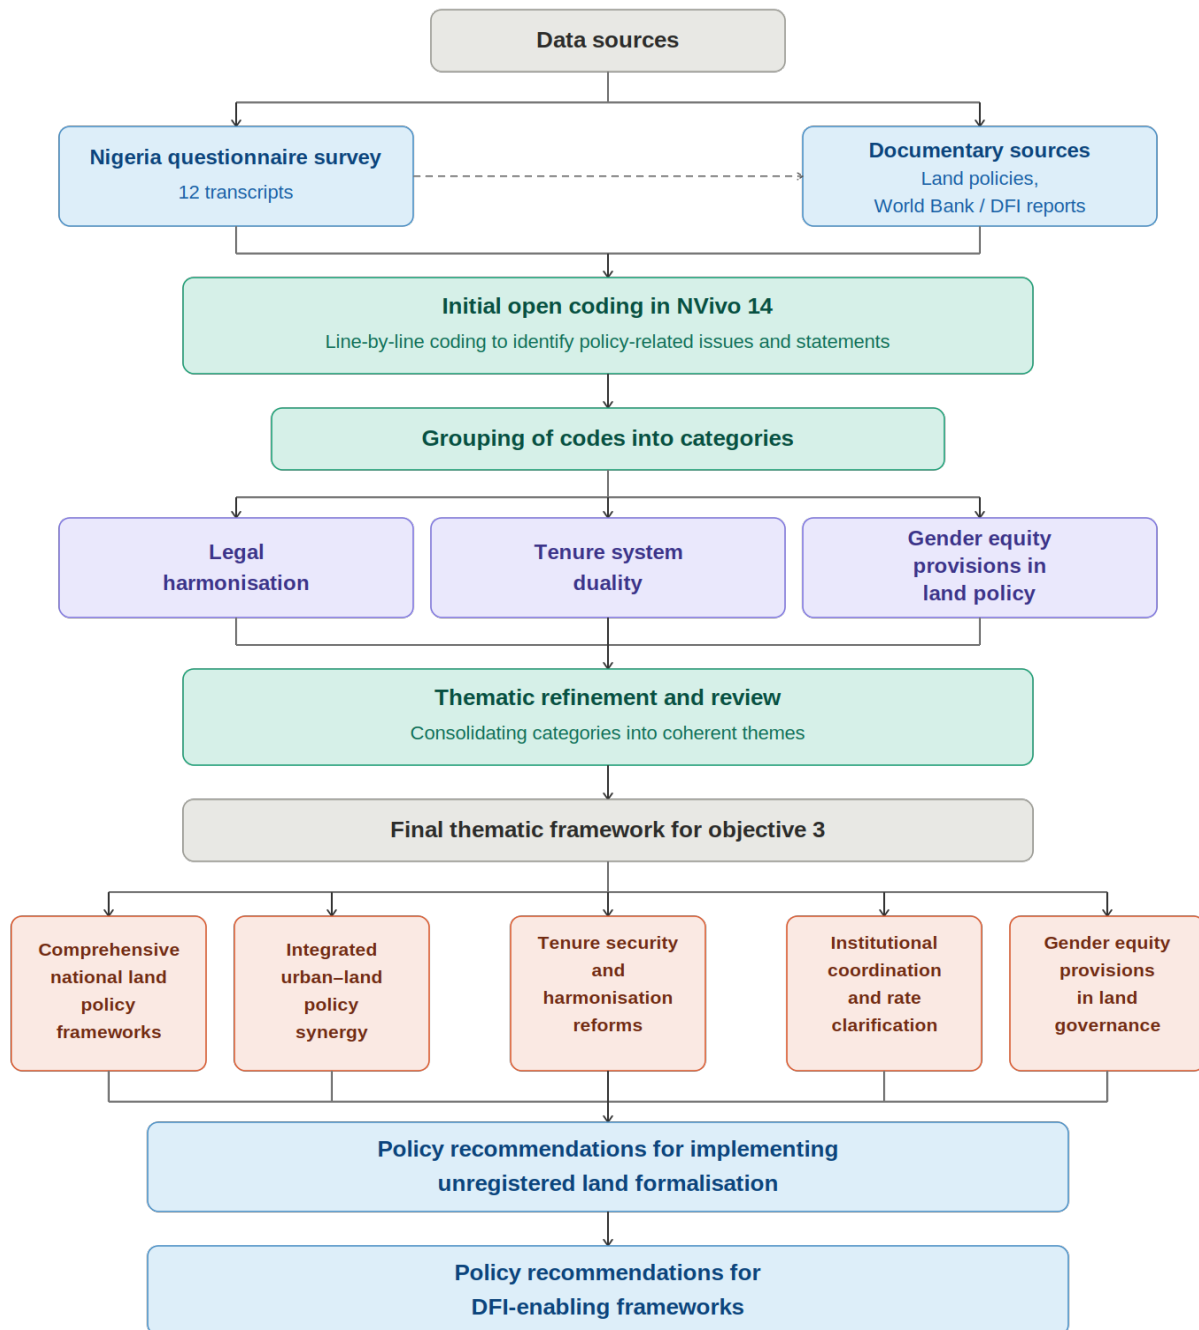 Data sources
Nigeria questionnaire survey
12 transcripts
Documentary sources
Land policies,
World Bank / DFI reports
Initial open coding in NVivo 14
Line-by-line coding to identify policy-related issues and statements
Grouping of codes into categories
Legal
harmonisation
Tenure system
duality
Gender equity
provisions in
land policy
Thematic refinement and review
Consolidating categories into coherent themes
Final thematic framework for objective 3
Comprehensive
national land
policy
frameworks
Integrated
urban–land
policy
synergy
Tenure security
and
harmonisation
reforms
Institutional
coordination
and rate
clarification
Gender equity
provisions
in land
governance
Policy recommendations for implementing
unregistered land formalisation
Policy recommendations for
DFI-enabling frameworks